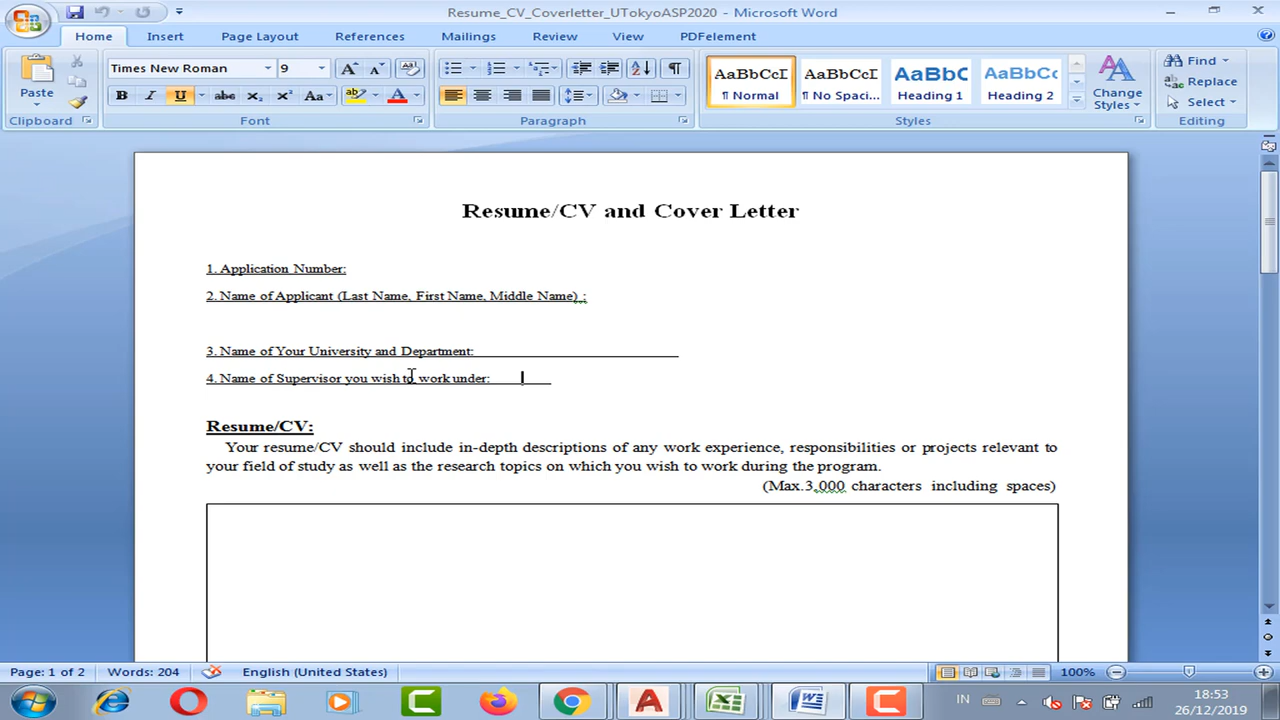 Resume_CV_Coverletter_UTokyoASP2020 - Microsoft Word
Home Insert Page Layout References Mailings Review View PDFelement
Times New Roman 9
Paste
B I U abc X₂ X² Aa A
AaBbCcD AaBbCcD AaBbC AaBbCc
¶ Normal ¶ No Spaci... Heading 1 Heading 2
Change Styles
Find
Replace
Select
Clipboard Font Paragraph Styles Editing
Resume/CV and Cover Letter
1. Application Number:
2. Name of Applicant (Last Name, First Name, Middle Name) :
3. Name of Your University and Department:
4. Name of Supervisor you wish to work under:
Resume/CV:
Your resume/CV should include in-depth descriptions of any work experience, responsibilities or projects relevant to
your field of study as well as the research topics on which you wish to work during the program.
(Max.3,000 characters including spaces)
Page: 1 of 2 Words: 204 English (United States) 100%
IN 18:53
26/12/2019